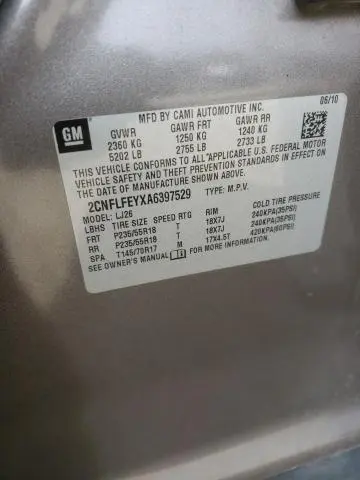 MFD BY CAMI AUTOMOTIVE INC. 06/10
GM GVWR GAWR FRT GAWR RR
2360 KG 1250 KG 1240 KG
5202 LB 2755 LB 2733 LB
THIS VEHICLE CONFORMS TO ALL APPLICABLE U.S. FEDERAL MOTOR
VEHICLE SAFETY AND THEFT PREVENTION STANDARDS IN EFFECT ON
THE DATE OF MANUFACTURE SHOWN ABOVE.
2CNFLFEYXA6397529 TYPE: M.P.V.
MODEL: LJ26
LBHS TIRE SIZE SPEED RTG RIM COLD TIRE PRESSURE
FRT P235/55R18 T 18X7J 240KPA(35PSI)
RR P235/55R18 T 18X7J 240KPA(35PSI)
SPA T145/70R17 M 17X4.5T 420KPA(60PSI)
SEE OWNER'S MANUAL FOR MORE INFORMATION